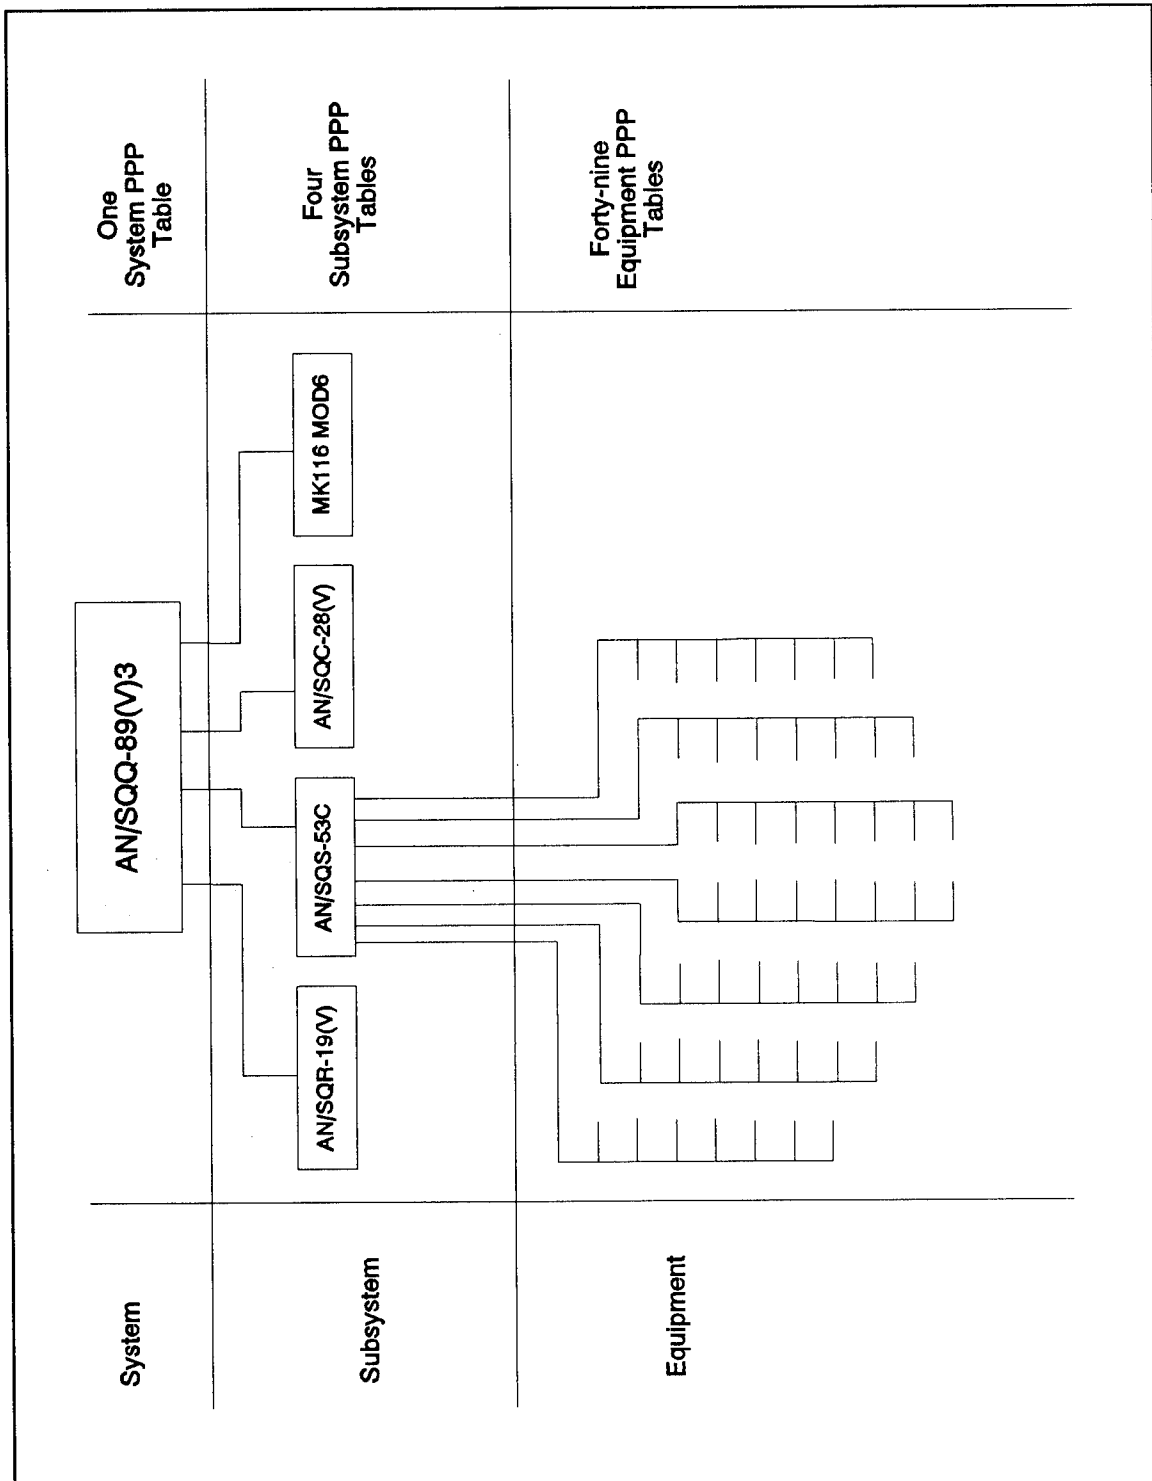 System
AN/SQQ-89(V)3
One
System PPP
Table
Subsystem
AN/SQR-19(V)
AN/SQS-53C
AN/SQC-28(V)
MK116 MOD6
Four
Subsystem PPP
Tables
Equipment
Forty-nine
Equipment PPP
Tables